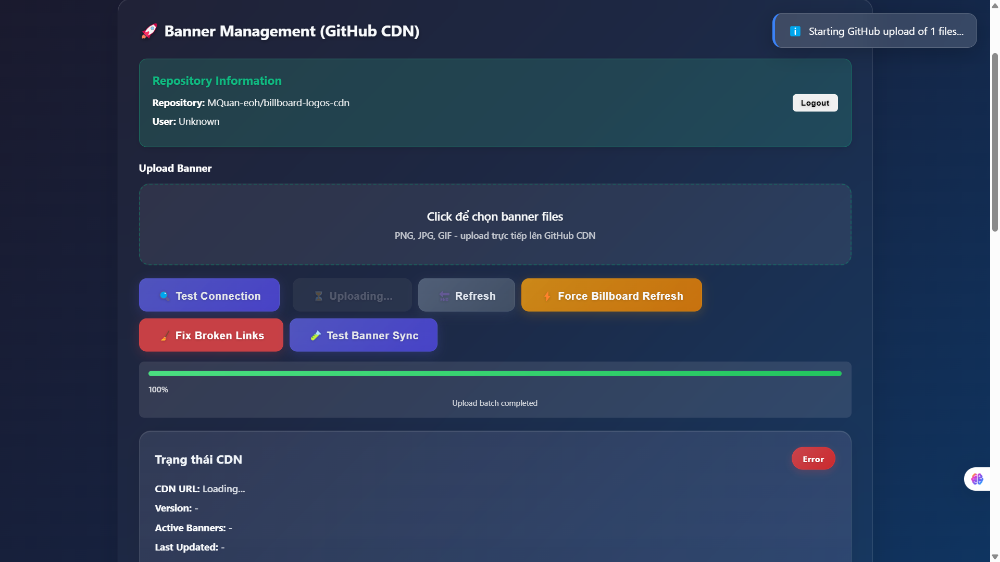 🚀 Banner Management (GitHub CDN)
ℹ️ Starting GitHub upload of 1 files...
Repository Information
Repository: MQuan-eoh/billboard-logos-cdn
User: Unknown
Logout
Upload Banner
Click để chọn banner files
PNG, JPG, GIF - upload trực tiếp lên GitHub CDN
🔍 Test Connection
⏳ Uploading...
🔚 Refresh
⚡ Force Billboard Refresh
🧹 Fix Broken Links
🧪 Test Banner Sync
100%
Upload batch completed
Trạng thái CDN
Error
CDN URL: Loading...
Version: -
Active Banners: -
Last Updated: -